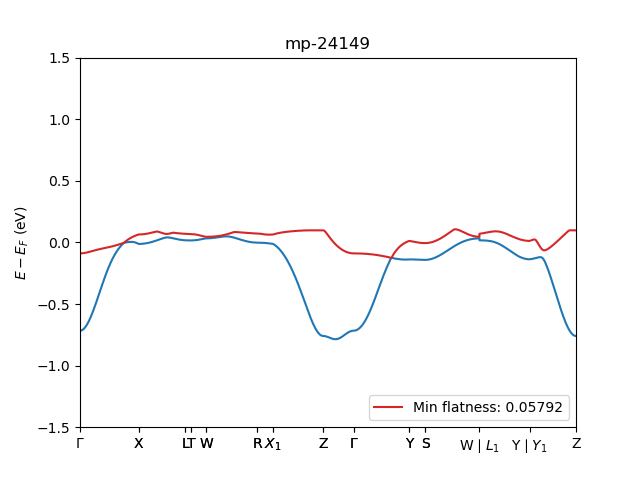 mp-24149
1.5
1.0
0.5
0.0
−0.5
−1.0
−1.5
E − E_F (eV)
Min flatness: 0.05792
Γ X LT W R X₁ Z Γ Y S W | L₁ Y | Y₁ Z